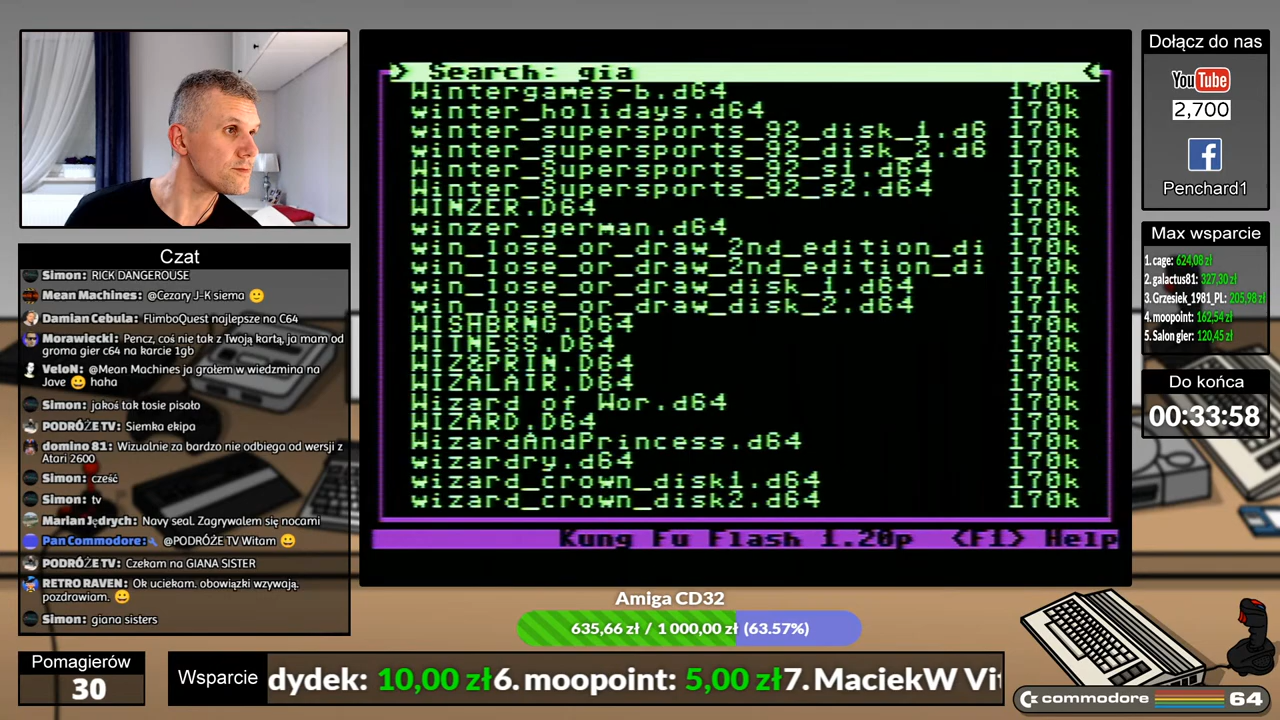 Czat
Simon: RICK DANGEROUSE
Mean Machines: @Cezary J-K siema
Damian Cebula: FlimboQuest najlepsze na C64
Morawiecki: Pencz, coś nie tak z Twoją kartą, ja mam od
groma gier c64 na karcie 1gb
VeloN: @Mean Machines ja grałem w wiedzmina na
Jave haha
Simon: jakoś tak tosie pisało
PODRÓŻE TV: Siemka ekipa
domino 81: Wizualnie za bardzo nie odbiega od wersji z
Atari 2600
Simon: cześć
Simon: tv
Marian Jędrych: Navy seal. Zagrywalem się nocami
Pan Commodore: @PODRÓŻE TV Witam
PODRÓŻE TV: Czekam na GIANA SISTER
RETRO RAVEN: Ok uciekam. obowiązki wzywają.
pozdrawiam.
Simon: giana sisters
> Search: gia <
Wintergames-b.d64 170k
winter_holidays.d64 170k
winter_supersports_92_disk_1.d6 170k
winter_supersports_92_disk_2.d6 170k
Winter_Supersports_92_s1.d64 170k
Winter_Supersports_92_s2.d64 170k
WINZER.D64 170k
winzer_german.d64 170k
win_lose_or_draw_2nd_edition_di 170k
win_lose_or_draw_2nd_edition_di 170k
win_lose_or_draw_disk_1.d64 171k
win_lose_or_draw_disk_2.d64 171k
WISHBRNG.D64 170k
WITNESS.D64 170k
WIZ&PRIN.D64 170k
WIZALAIR.D64 170k
Wizard of Wor.d64 170k
WIZARD.D64 170k
WizardAndPrincess.d64 170k
wizardry.d64 170k
wizard_crown_disk1.d64 170k
wizard_crown_disk2.d64 170k
Kung Fu Flash 1.20p <F1> Help
Dołącz do nas
YouTube
2,700
Penchard1
Max wsparcie
1. cage: 624,08 zł
2. galactus81: 327,30 zł
3. Grzesiek_1981_PL: 205,98 zł
4. moopoint: 162,54 zł
5. Salon gier: 120,45 zł
Do końca
00:33:58
Amiga CD32
635,66 zł / 1 000,00 zł (63.57%)
Pomagierów
30
Wsparcie
dydek: 10,00 zł 6. moopoint: 5,00 zł 7. MaciekW Vi
commodore 64